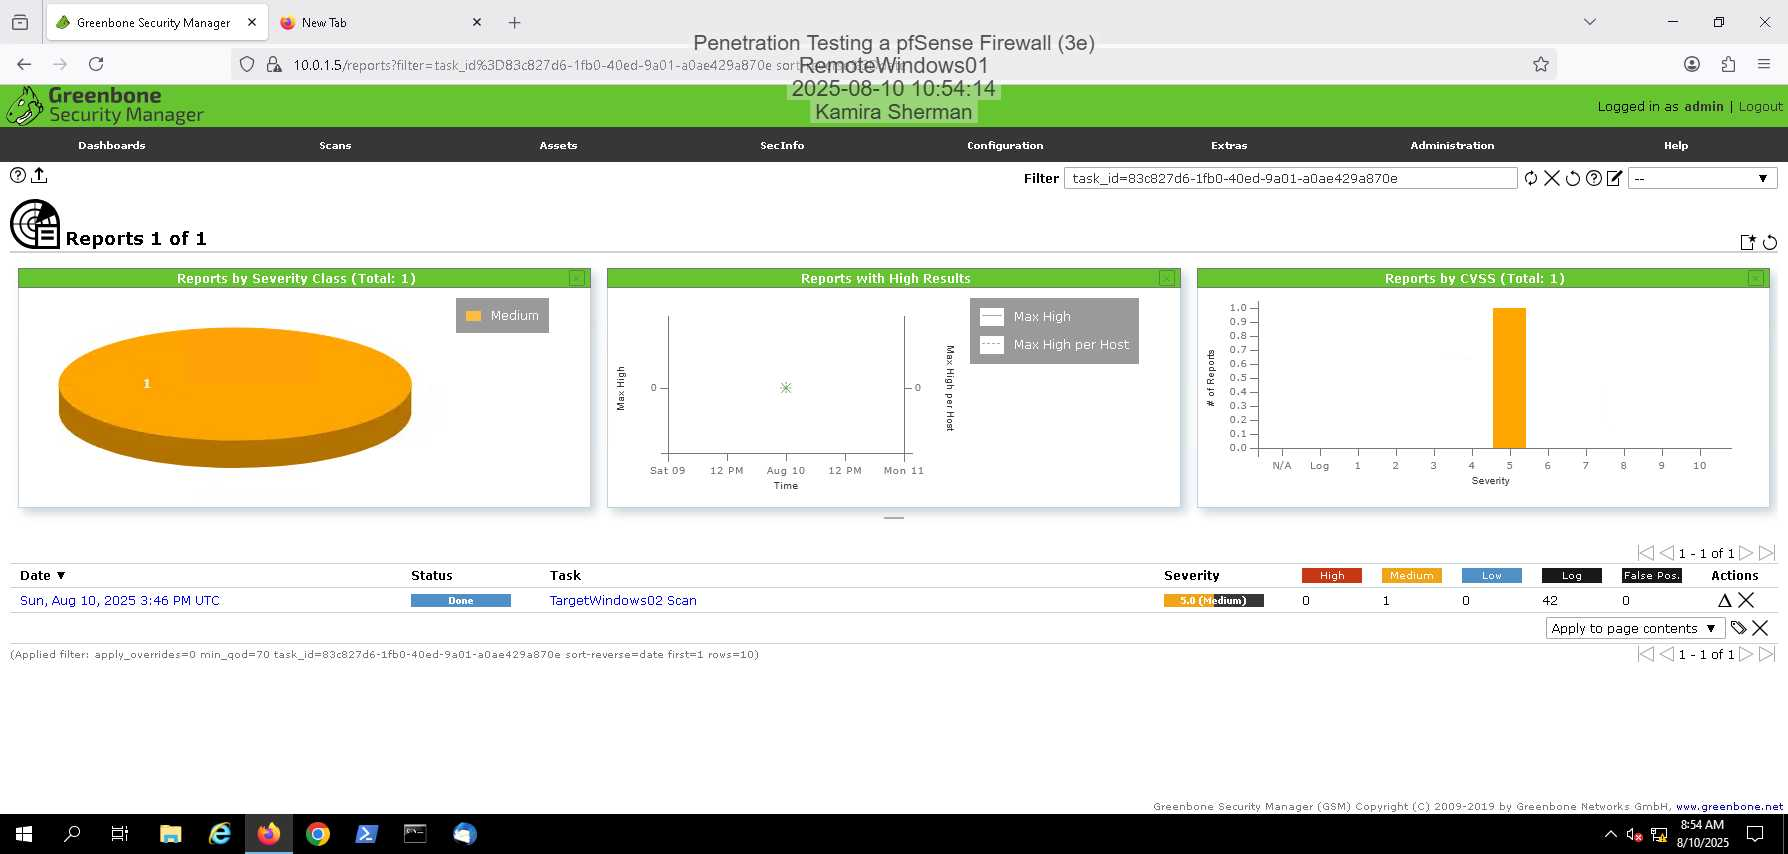 Greenbone Security Manager
New Tab
Penetration Testing a pfSense Firewall (3e)
10.0.1.5/reports?filter=task_id%3D83c827d6-1fb0-40ed-9a01-a0ae429a870e sort
RemoteWindows01
2025-08-10 10:54:14
Kamira Sherman
Greenbone
Security Manager
Logged in as admin | Logout
Dashboards Scans Assets SecInfo Configuration Extras Administration Help
Filter task_id=83c827d6-1fb0-40ed-9a01-a0ae429a870e --
Reports 1 of 1
Reports by Severity Class (Total: 1)
Medium
1
Reports with High Results
Max High
Max High per Host
Max High
0
0
Max High per Host
Sat 09 12 PM Aug 10 12 PM Mon 11
Time
Reports by CVSS (Total: 1)
1.0
0.9
0.8
0.7
0.6
0.5
0.4
0.3
0.2
0.1
0.0
# of Reports
N/A Log 1 2 3 4 5 6 7 8 9 10
Severity
1 - 1 of 1
Date ▼ Status Task Severity High Medium Low Log False Pos. Actions
Sun, Aug 10, 2025 3:46 PM UTC Done TargetWindows02 Scan 5.0 (Medium) 0 1 0 42 0
Apply to page contents ▼
(Applied filter: apply_overrides=0 min_qod=70 task_id=83c827d6-1fb0-40ed-9a01-a0ae429a870e sort-reverse=date first=1 rows=10)
1 - 1 of 1
Greenbone Security Manager (GSM) Copyright (C) 2009-2019 by Greenbone Networks GmbH, www.greenbone.net
8:54 AM
8/10/2025